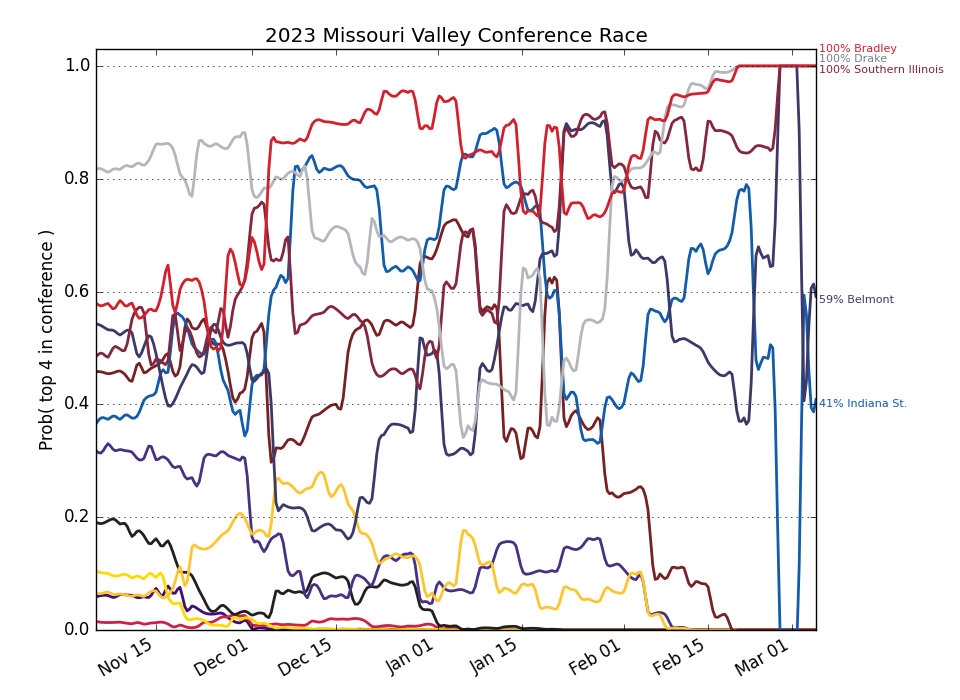 2023 Missouri Valley Conference Race
100% Bradley
100% Drake
100% Southern Illinois
59% Belmont
41% Indiana St.
Prob( top 4 in conference )
1.0
0.8
0.6
0.4
0.2
0.0
Nov 15
Dec 01
Dec 15
Jan 01
Jan 15
Feb 01
Feb 15
Mar 01